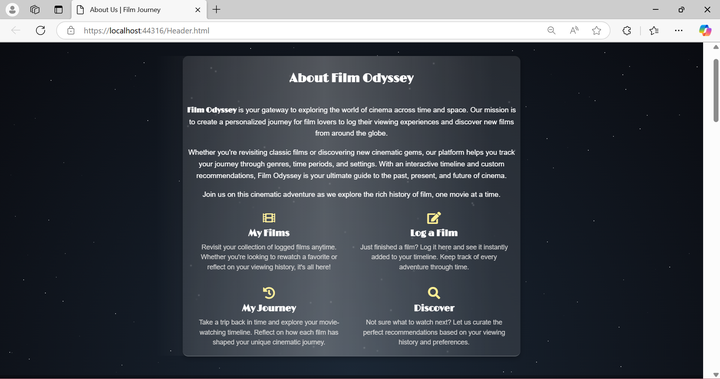 About Us | Film Journey
https://localhost:44316/Header.html
About Film Odyssey
Film Odyssey is your gateway to exploring the world of cinema across time and space. Our mission is
to create a personalized journey for film lovers to log their viewing experiences and discover new films
from around the globe.
Whether you're revisiting classic films or discovering new cinematic gems, our platform helps you track
your journey through genres, time periods, and settings. With an interactive timeline and custom
recommendations, Film Odyssey is your ultimate guide to the past, present, and future of cinema.
Join us on this cinematic adventure as we explore the rich history of film, one movie at a time.
My Films
Revisit your collection of logged films anytime.
Whether you're looking to rewatch a favorite or
reflect on your viewing history, it's all here!
Log a Film
Just finished a film? Log it here and see it instantly
added to your timeline. Keep track of every
adventure through time.
My Journey
Take a trip back in time and explore your movie-
watching timeline. Reflect on how each film has
shaped your unique cinematic journey.
Discover
Not sure what to watch next? Let us curate the
perfect recommendations based on your viewing
history and preferences.